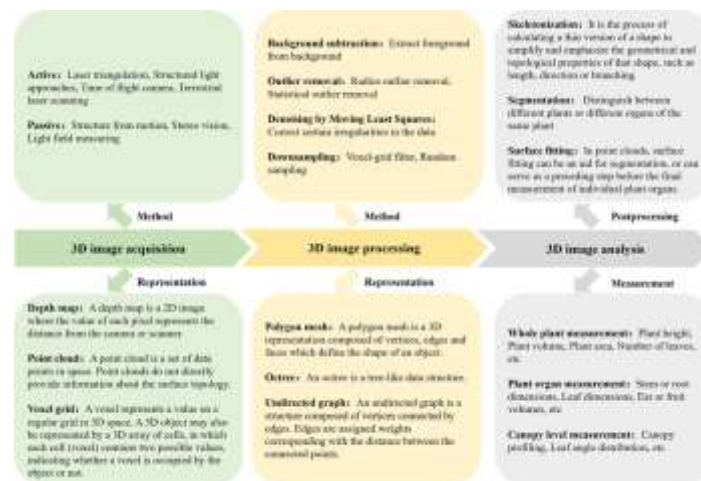 Active: Laser triangulation, Structured light
approaches, Time of flight camera, Terrestrial
laser scanning
Passive: Structure from motion, Stereo vision,
Light field measuring
Background subtraction: Extract foreground
from background
Outlier removal: Radius outlier removal,
Statistical outlier removal
Denoising by Moving Least Squares:
Correct certain irregularities in the data
Downsampling: Voxel-grid filter, Random
sampling
Skeletonization: It is the process of
calculating a thin version of a shape to
simplify and emphasize the geometrical and
topological properties of that shape, such as
length, direction or branching
Segmentation: Distinguish between
different plants or different organs of the
same plant
Surface fitting: In point clouds, surface
fitting can be an aid for segmentation, or can
serve as a preceding step before the final
measurement of individual plant organs
Method
Method
Postprocessing
3D image acquisition
3D image processing
3D image analysis
Representation
Representation
Measurement
Depth map: A depth map is a 2D image
where the value of each pixel represents the
distance from the camera or scanner
Point cloud: A point cloud is a set of data
points in space. Point clouds do not directly
provide information about the surface topology.
Voxel grid: A voxel represents a value on a
regular grid in 3D space. A 3D object may also
be represented by a 3D array of cells, in which
each cell (voxel) contains two possible values,
indicating whether a voxel is occupied by the
object or not.
Polygon mesh: A polygon mesh is a 3D
representation composed of vertices, edges and
faces which define the shape of an object.
Octree: An octree is a tree-like data structure.
Undirected graph: An undirected graph is a
structure composed of vertices connected by
edges. Edges are assigned weights
corresponding with the distance between the
connected points.
Whole plant measurement: Plant height,
Plant volume, Plant area, Number of leaves,
etc
Plant organ measurement: Stem or root
dimensions, Leaf dimensions, Ear or fruit
volumes, etc
Canopy level measurement: Canopy
profiling, Leaf angle distribution, etc